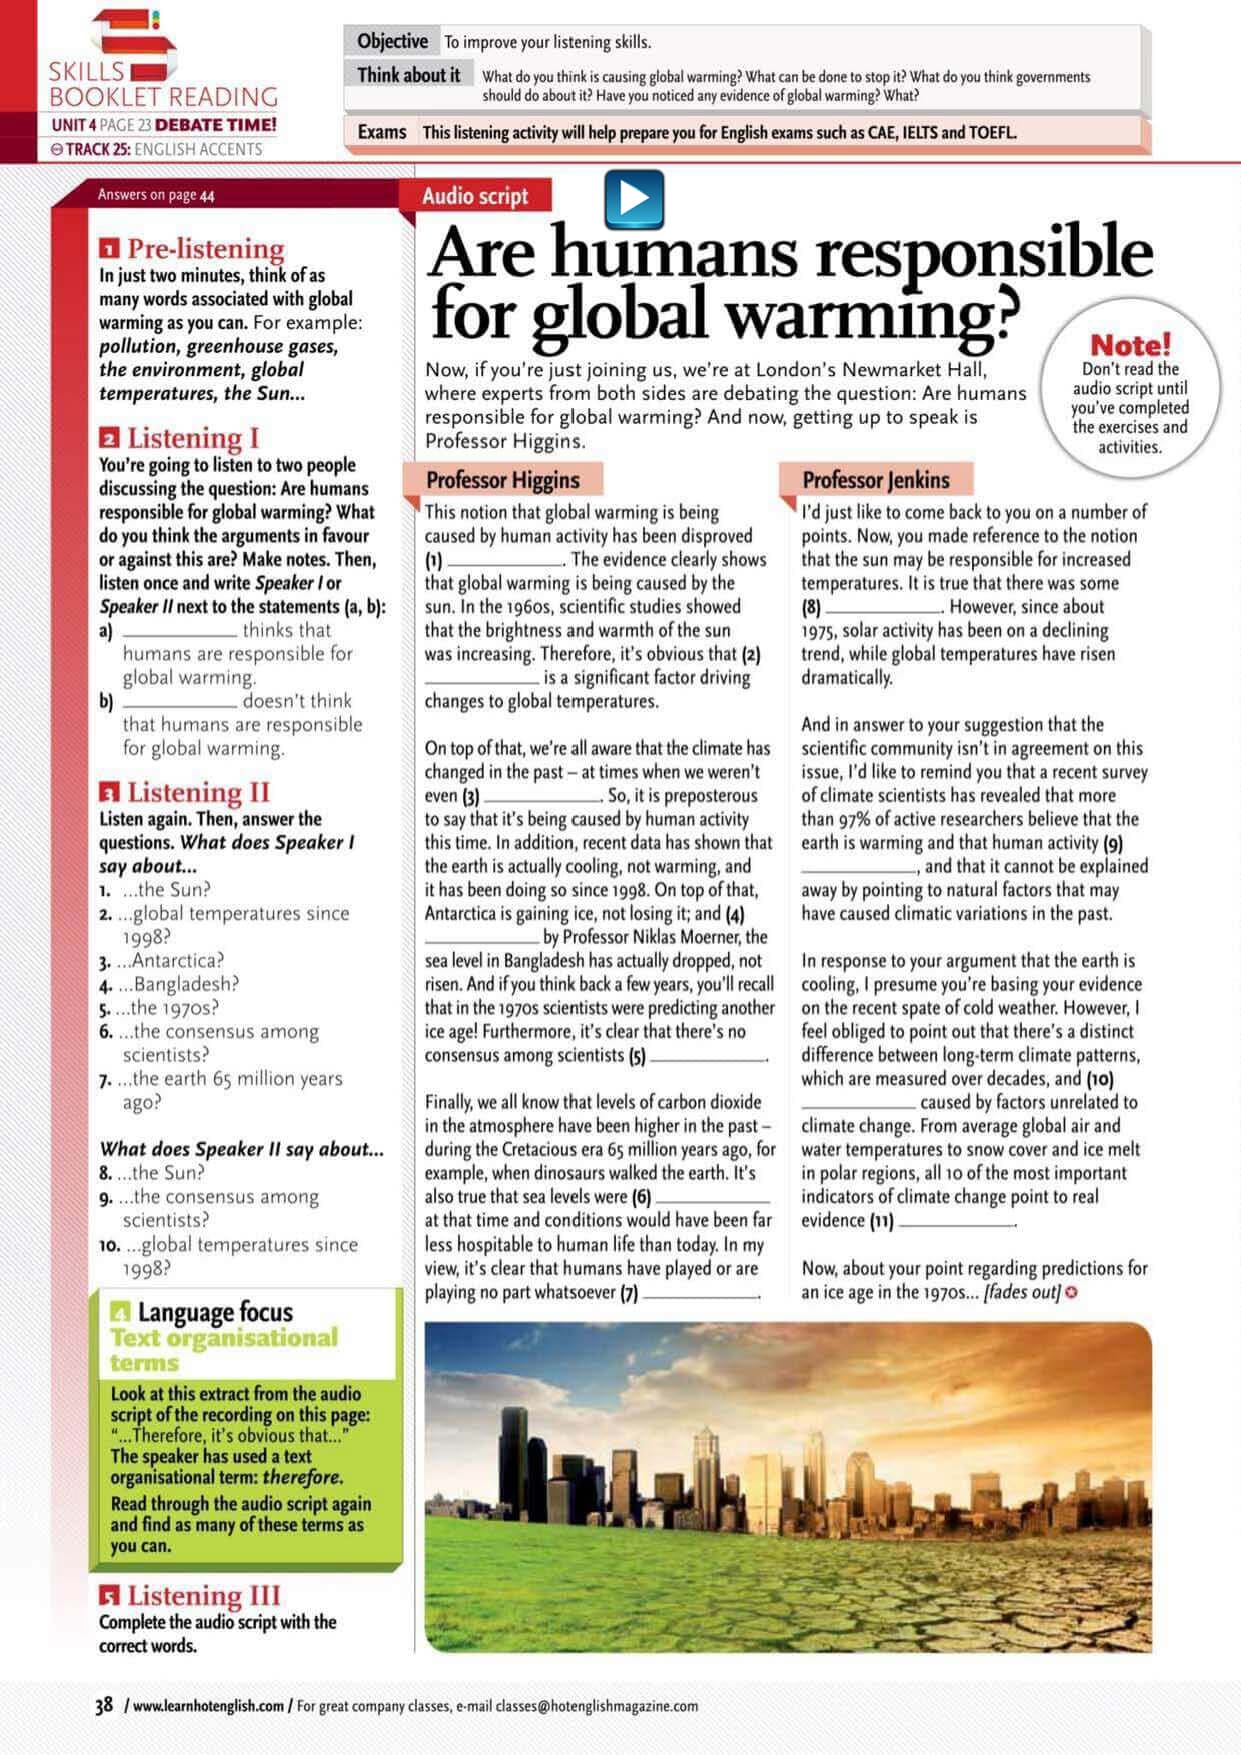 SKILLS
BOOKLET READING
UNIT 4 PAGE 23 DEBATE TIME!
TRACK 25: ENGLISH ACCENTS
Objective To improve your listening skills.
Think about it What do you think is causing global warming? What can be done to stop it? What do you think governments
should do about it? Have you noticed any evidence of global warming? What?
Exams This listening activity will help prepare you for English exams such as CAE, IELTS and TOEFL.
Answers on page 44
1 Pre-listening
In just two minutes, think of as
many words associated with global
warming as you can. For example:
pollution, greenhouse gases,
the environment, global
temperatures, the Sun...
2 Listening I
You're going to listen to two people
discussing the question: Are humans
responsible for global warming? What
do you think the arguments in favour
or against this are? Make notes. Then,
listen once and write Speaker I or
Speaker II next to the statements (a, b):
a) ____________ thinks that
humans are responsible for
global warming.
b) ____________ doesn't think
that humans are responsible
for global warming.
3 Listening II
Listen again. Then, answer the
questions. What does Speaker I
say about...
1. ...the Sun?
2. ...global temperatures since
1998?
3. ...Antarctica?
4. ...Bangladesh?
5. ...the 1970s?
6. ...the consensus among
scientists?
7. ...the earth 65 million years
ago?
What does Speaker II say about...
8. ...the Sun?
9. ...the consensus among
scientists?
10. ...global temperatures since
1998?
4 Language focus
Text organisational
terms
Look at this extract from the audio
script of the recording on this page:
"...Therefore, it's obvious that..."
The speaker has used a text
organisational term: therefore.
Read through the audio script again
and find as many of these terms as
you can.
5 Listening III
Complete the audio script with the
correct words.
Audio script
Are humans responsible
for global warming?
Now, if you're just joining us, we're at London's Newmarket Hall,
where experts from both sides are debating the question: Are humans
responsible for global warming? And now, getting up to speak is
Professor Higgins.
Note!
Don't read the
audio script until
you've completed
the exercises and
activities.
Professor Higgins
This notion that global warming is being
caused by human activity has been disproved
(1) ____________. The evidence clearly shows
that global warming is being caused by the
sun. In the 1960s, scientific studies showed
that the brightness and warmth of the sun
was increasing. Therefore, it's obvious that (2)
____________ is a significant factor driving
changes to global temperatures.
On top of that, we're all aware that the climate has
changed in the past – at times when we weren't
even (3) ____________. So, it is preposterous
to say that it's being caused by human activity
this time. In addition, recent data has shown that
the earth is actually cooling, not warming, and
it has been doing so since 1998. On top of that,
Antarctica is gaining ice, not losing it; and (4)
____________ by Professor Niklas Moerner, the
sea level in Bangladesh has actually dropped, not
risen. And if you think back a few years, you'll recall
that in the 1970s scientists were predicting another
ice age! Furthermore, it's clear that there's no
consensus among scientists (5) ____________.
Finally, we all know that levels of carbon dioxide
in the atmosphere have been higher in the past –
during the Cretacious era 65 million years ago, for
example, when dinosaurs walked the earth. It's
also true that sea levels were (6) ____________
at that time and conditions would have been far
less hospitable to human life than today. In my
view, it's clear that humans have played or are
playing no part whatsoever (7) ____________.
Professor Jenkins
I'd just like to come back to you on a number of
points. Now, you made reference to the notion
that the sun may be responsible for increased
temperatures. It is true that there was some
(8) ____________. However, since about
1975, solar activity has been on a declining
trend, while global temperatures have risen
dramatically.
And in answer to your suggestion that the
scientific community isn't in agreement on this
issue, I'd like to remind you that a recent survey
of climate scientists has revealed that more
than 97% of active researchers believe that the
earth is warming and that human activity (9)
____________, and that it cannot be explained
away by pointing to natural factors that may
have caused climatic variations in the past.
In response to your argument that the earth is
cooling, I presume you're basing your evidence
on the recent spate of cold weather. However, I
feel obliged to point out that there's a distinct
difference between long-term climate patterns,
which are measured over decades, and (10)
____________ caused by factors unrelated to
climate change. From average global air and
water temperatures to snow cover and ice melt
in polar regions, all 10 of the most important
indicators of climate change point to real
evidence (11) ____________.
Now, about your point regarding predictions for
an ice age in the 1970s... [fades out]
38 / www.learnhotenglish.com / For great company classes, e-mail classes@hotenglishmagazine.com